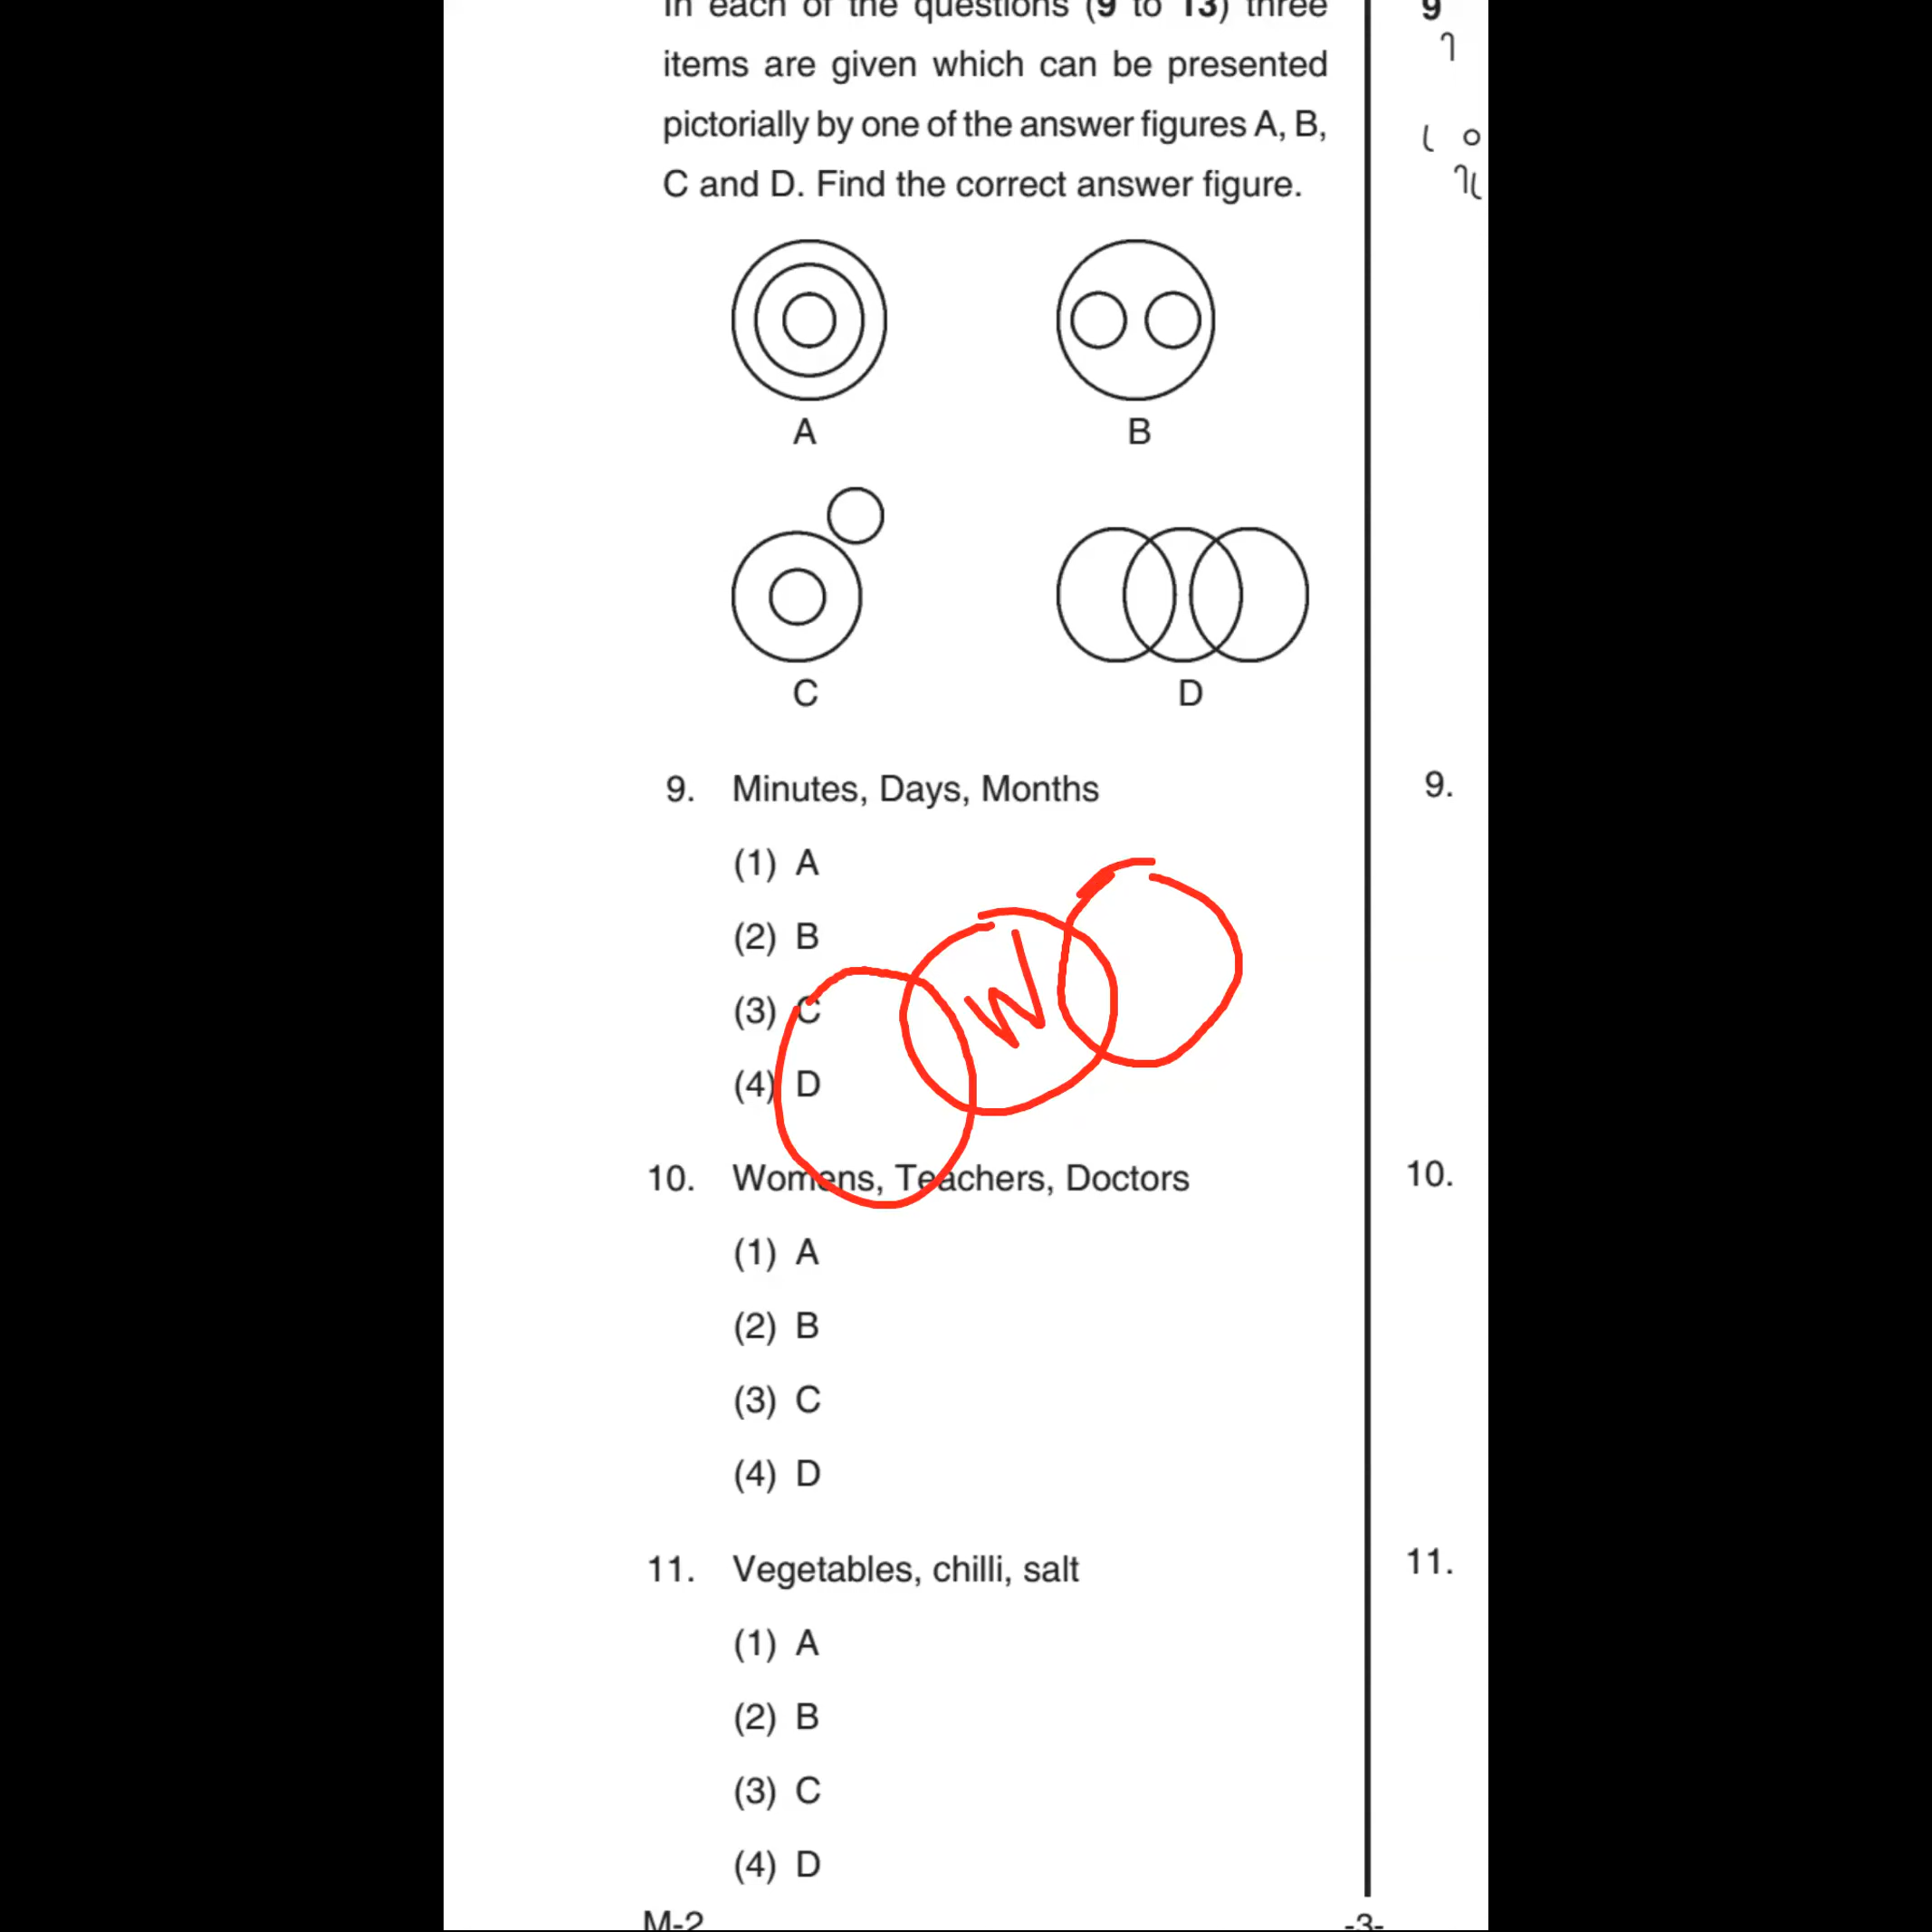 In each of the questions (9 to 13) three
items are given which can be presented
pictorially by one of the answer figures A, B,
C and D. Find the correct answer figure.
A
B
C
D
9. Minutes, Days, Months
(1) A
(2) B
(3) C
(4) D
W
10. Womens, Teachers, Doctors
(1) A
(2) B
(3) C
(4) D
11. Vegetables, chilli, salt
(1) A
(2) B
(3) C
(4) D
M-2
-3-
9.
10.
11.